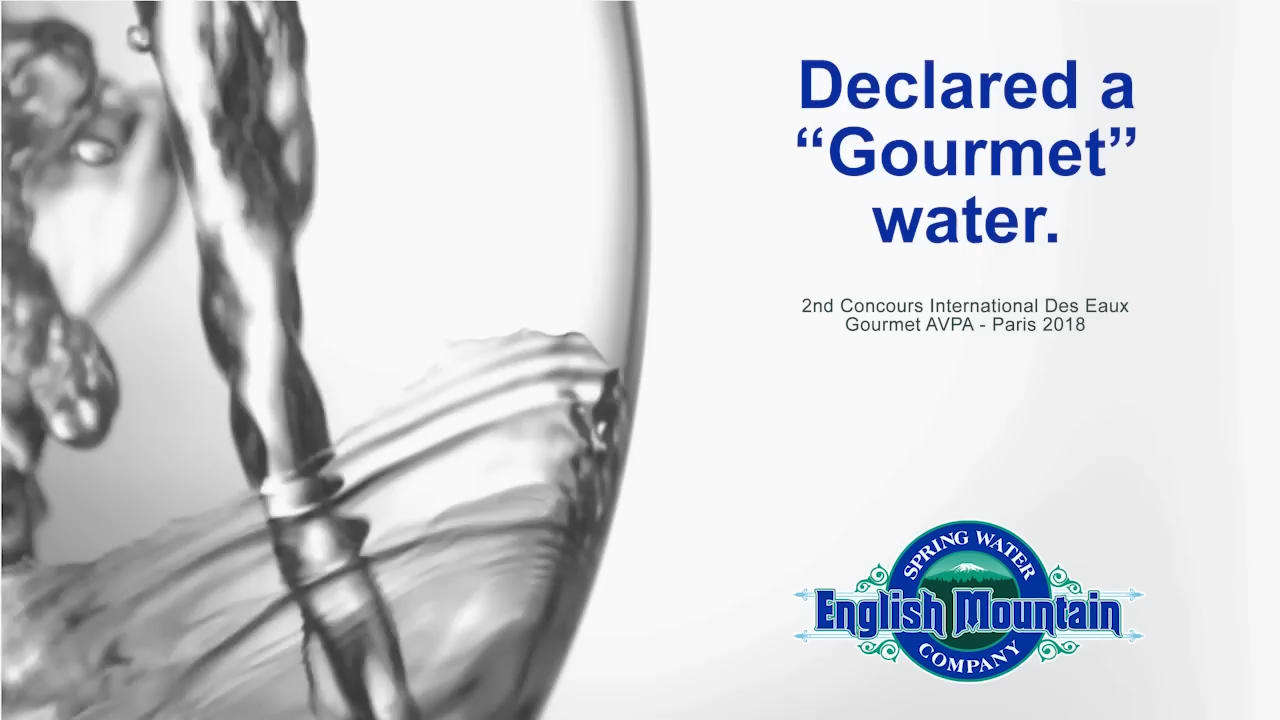 Declared a
“Gourmet”
water.
2nd Concours International Des Eaux
Gourmet AVPA - Paris 2018
SPRING WATER
English Mountain
COMPANY